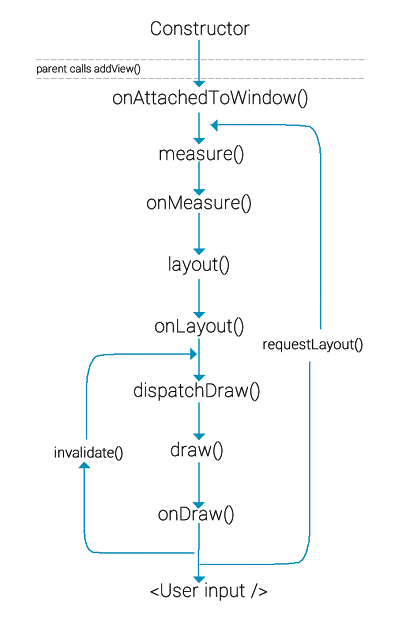 Constructor
parent calls addView()
onAttachedToWindow()
measure()
onMeasure()
layout()
onLayout()
requestLayout()
dispatchDraw()
draw()
invalidate()
onDraw()
<User input />